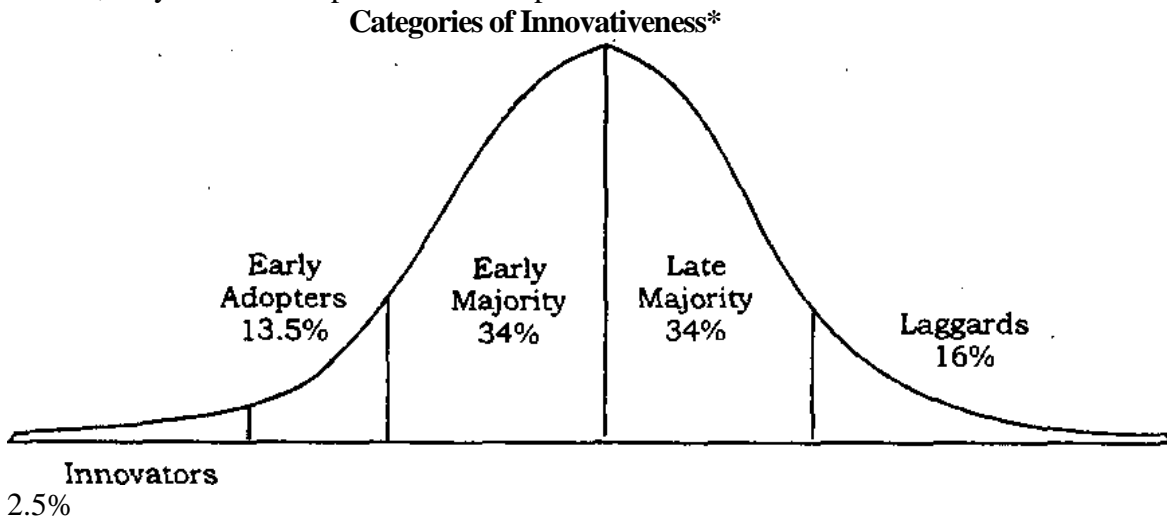 Categories of Innovativeness*
Early
Adopters
13.5%
Early
Majority
34%
Late
Majority
34%
Laggards
16%
Innovators
2.5%